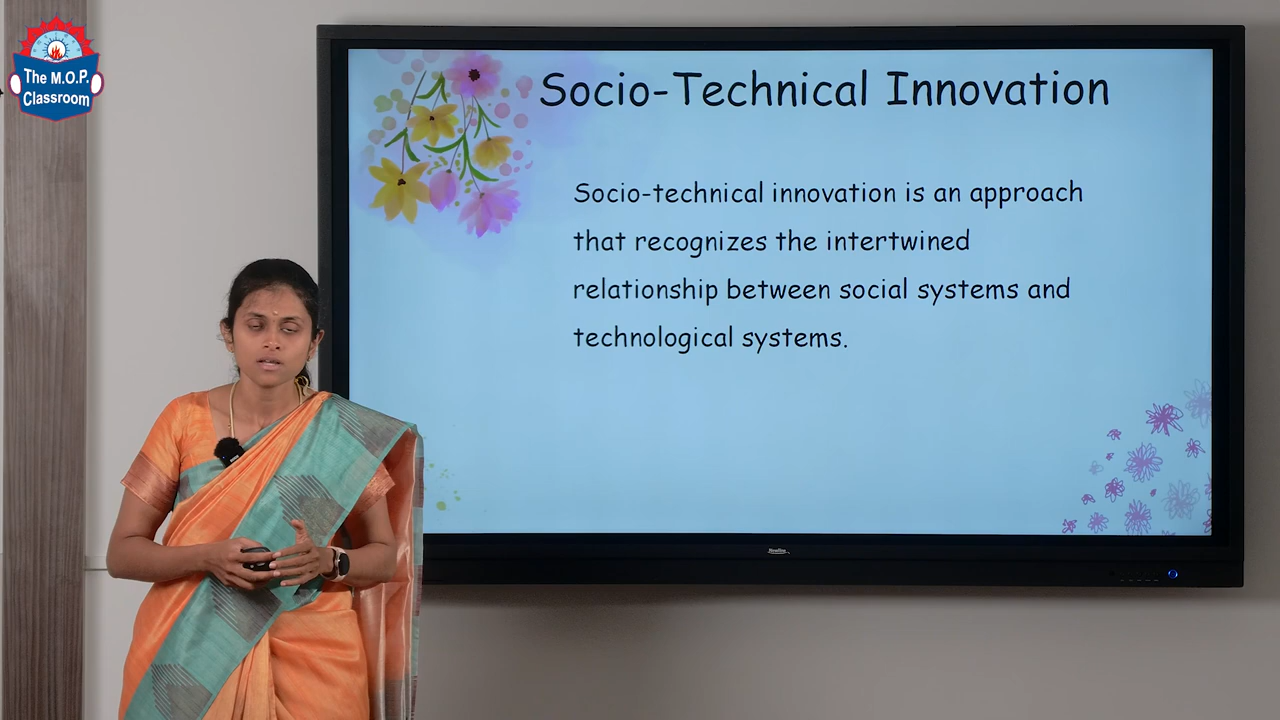 The M.O.P.
Classroom
Socio-Technical Innovation
Socio-technical innovation is an approach
that recognizes the intertwined
relationship between social systems and
technological systems.
Newline